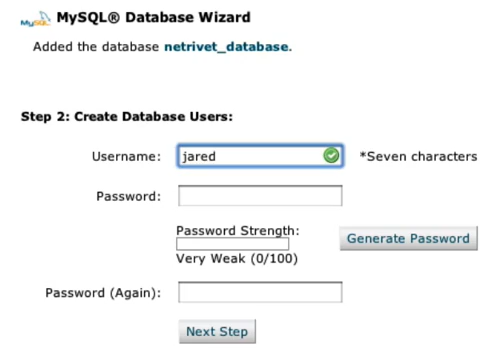 MySQL MySQL® Database Wizard
Added the database netrivet_database.
Step 2: Create Database Users:
Username: jared *Seven characters
Password:
Password Strength:
Generate Password
Very Weak (0/100)
Password (Again):
Next Step